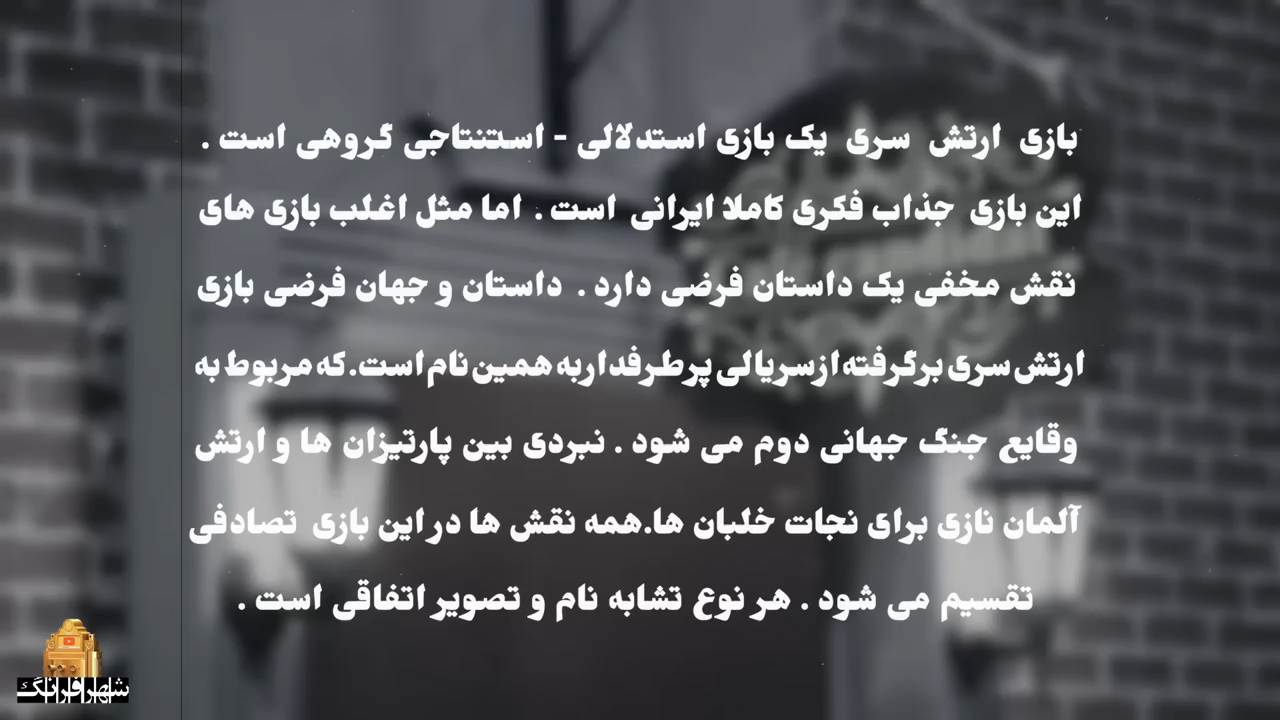 بازی ارتش سری یک بازی استدلالی - استنتاجی گروهی است .
این بازی جذاب فکری کاملا ایرانی است . اما مثل اغلب بازی های
نقش مخفی یک داستان فرضی دارد . داستان و جهان فرضی بازی
ارتش سری برگرفته از سریالی پرطرفدار به همین نام است.که مربوط به
وقایع جنگ جهانی دوم می شود . نبردی بین پارتیزان ها و ارتش
آلمان نازی برای نجات خلبان ها.همه نقش ها در این بازی تصادفی
تقسیم می شود . هر نوع تشابه نام و تصویر اتفاقی است .
شهرافرانگ